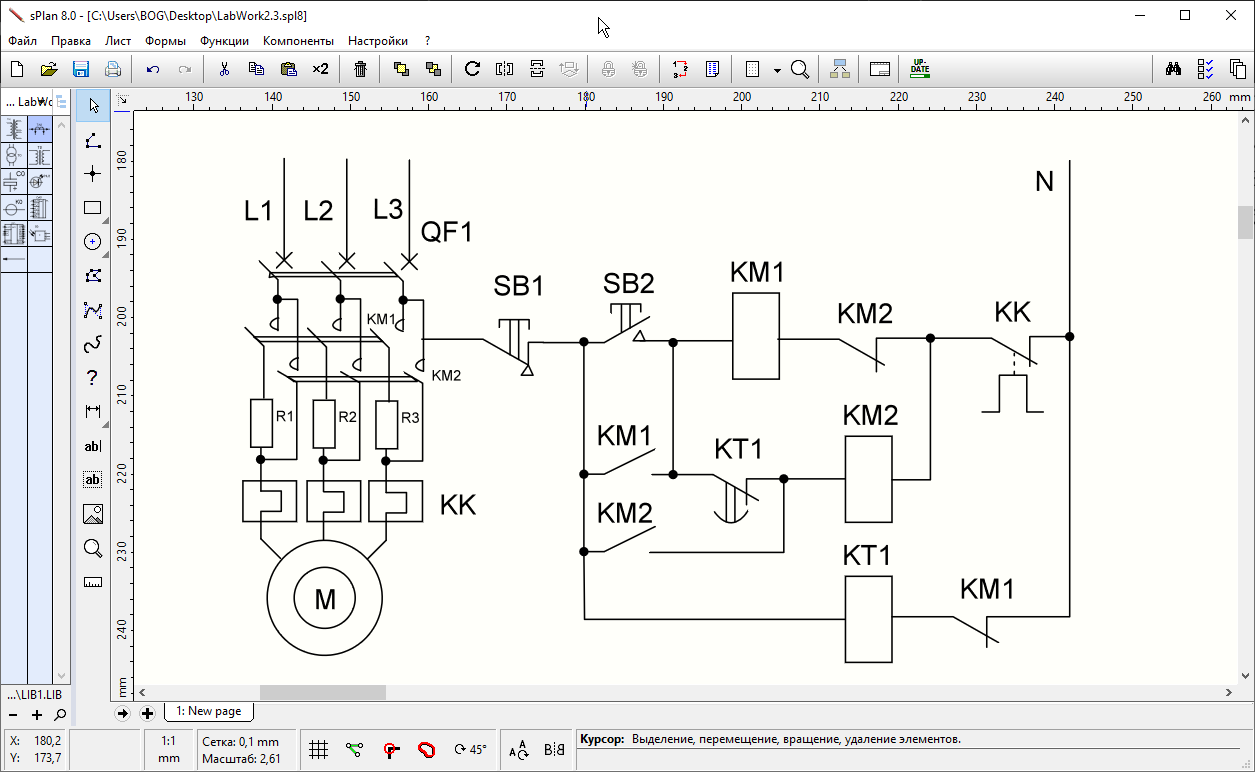 sPlan 8.0 - [C:\Users\BOG\Desktop\LabWork2.3.spl8]
Файл Правка Лист Формы Функции Компоненты Настройки ?
×2 UP-DATE
... LabWo
130 140 150 160 170 180 190 200 210 220 230 240 250 260 mm
180
190
200
210
220
230
240
mm
?
ab|
ab
N
L1 L2 L3
QF1
SB1 SB2 KM1 KM2 KK
KM1
KM2
R1 R2 R3
KM2
KM1 KT1
KK
KM2
KT1
KM1
M
...\LIB1.LIB
1: New page
X: 180,2
Y: 173,7
1:1
mm
Сетка: 0,1 mm
Масштаб: 2,61
45°
Курсор: Выделение, перемещение, вращение, удаление элементов.